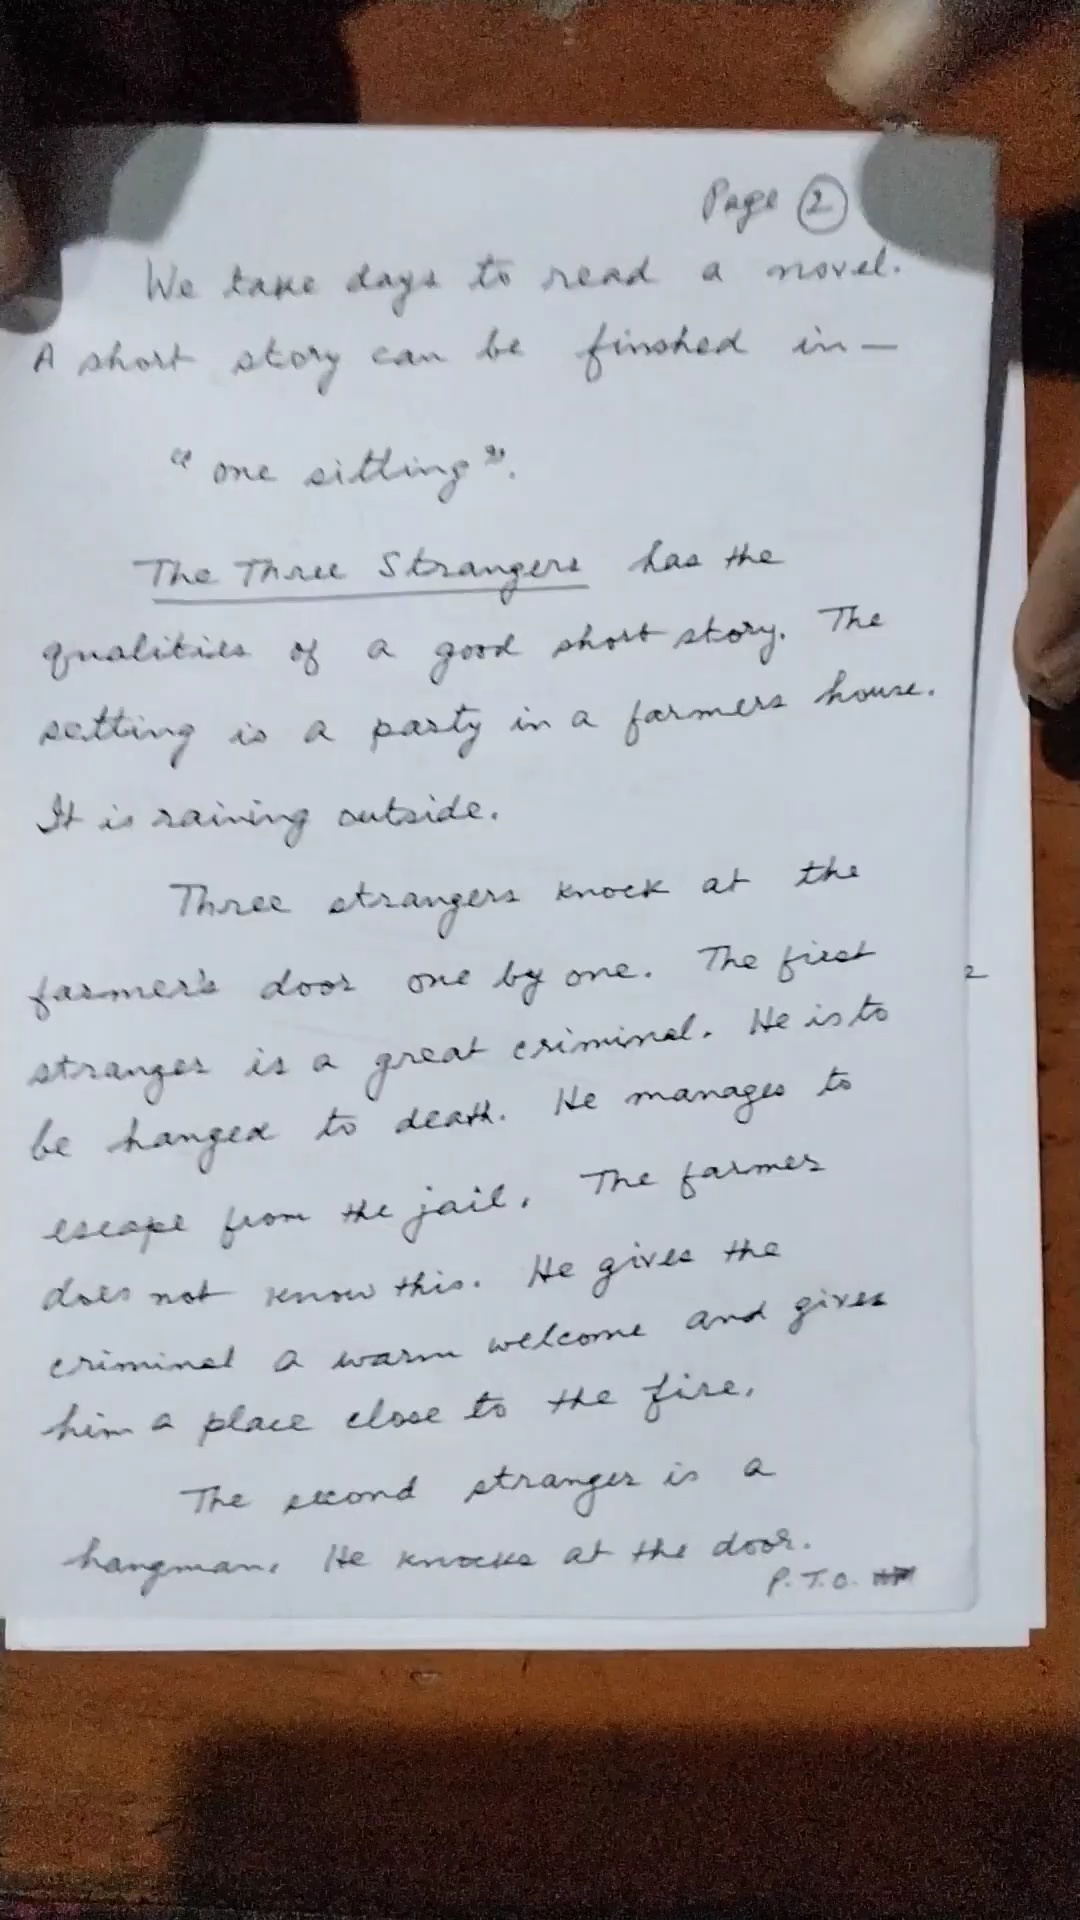 Page 2
We take days to read a novel.
A short story can be finshed in—
"one sitting".
The Three Strangers has the
qualities of a good short story. The
setting is a party in a farmers house.
It is raining outside.
Three strangers knock at the
farmer's door one by one. The first
stranger is a great criminal. He is to
be hanged to death. He manages to
escape from the jail. The farmer
does not know this. He gives the
criminal a warm welcome and gives
him a place close to the fire.
The second stranger is a
hangman. He knocks at the door.
P.T.O.
2